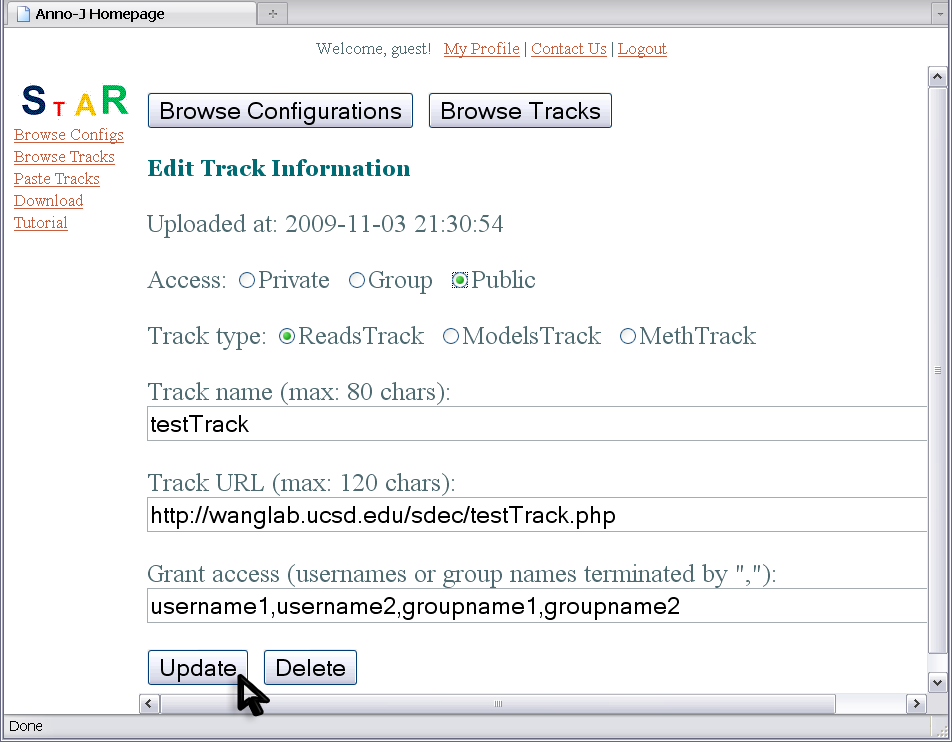 Anno-J Homepage
Welcome, guest! My Profile | Contact Us | Logout
STAR
Browse Configs
Browse Tracks
Paste Tracks
Download
Tutorial
Browse Configurations Browse Tracks
Edit Track Information
Uploaded at: 2009-11-03 21:30:54
Access: Private Group Public
Track type: ReadsTrack ModelsTrack MethTrack
Track name (max: 80 chars):
testTrack
Track URL (max: 120 chars):
http://wanglab.ucsd.edu/sdec/testTrack.php
Grant access (usernames or group names terminated by ","):
username1,username2,groupname1,groupname2
Update Delete
Done